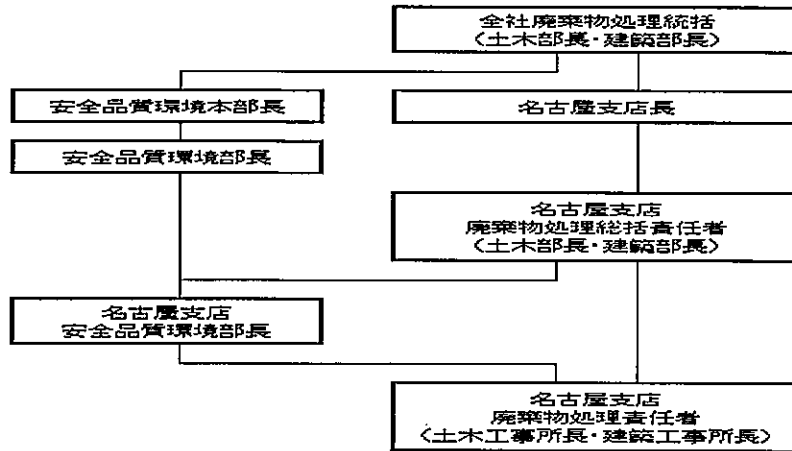 全社廃棄物処理統括
(土木部長・建築部長)
安全品質環境本部長
名古屋支店長
安全品質環境部長
名古屋支店
廃棄物処理総括責任者
(土木部長・建築部長)
名古屋支店
安全品質環境部長
名古屋支店
廃棄物処理責任者
(土木工事所長・建築工事所長)